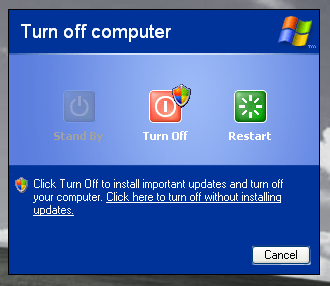 Turn off computer
Stand By
Turn Off
Restart
Click Turn Off to install important updates and turn off
your computer. Click here to turn off without installing
updates.
Cancel